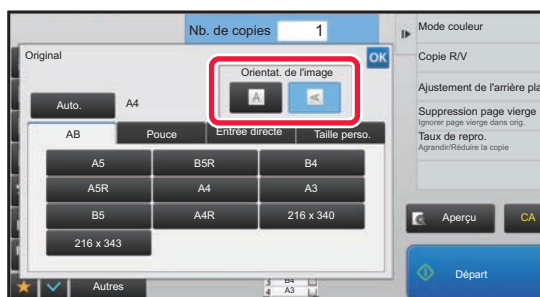 Nb. de copies 1
Original
OK
Orientat. de l'image
A A
Auto. A4
AB Pouce Entrée directe Taille perso.
A5 B5R B4
A5R A4 A3
B5 A4R 216 x 340
216 x 343
Autres
4 A3
Mode couleur
Copie R/V
Ajustement de l'arrière pla
Suppression page vierge
Ignorer page vierge dans orig.
Taux de repro.
Agrandir/Réduire la copie
Aperçu CA
Départ